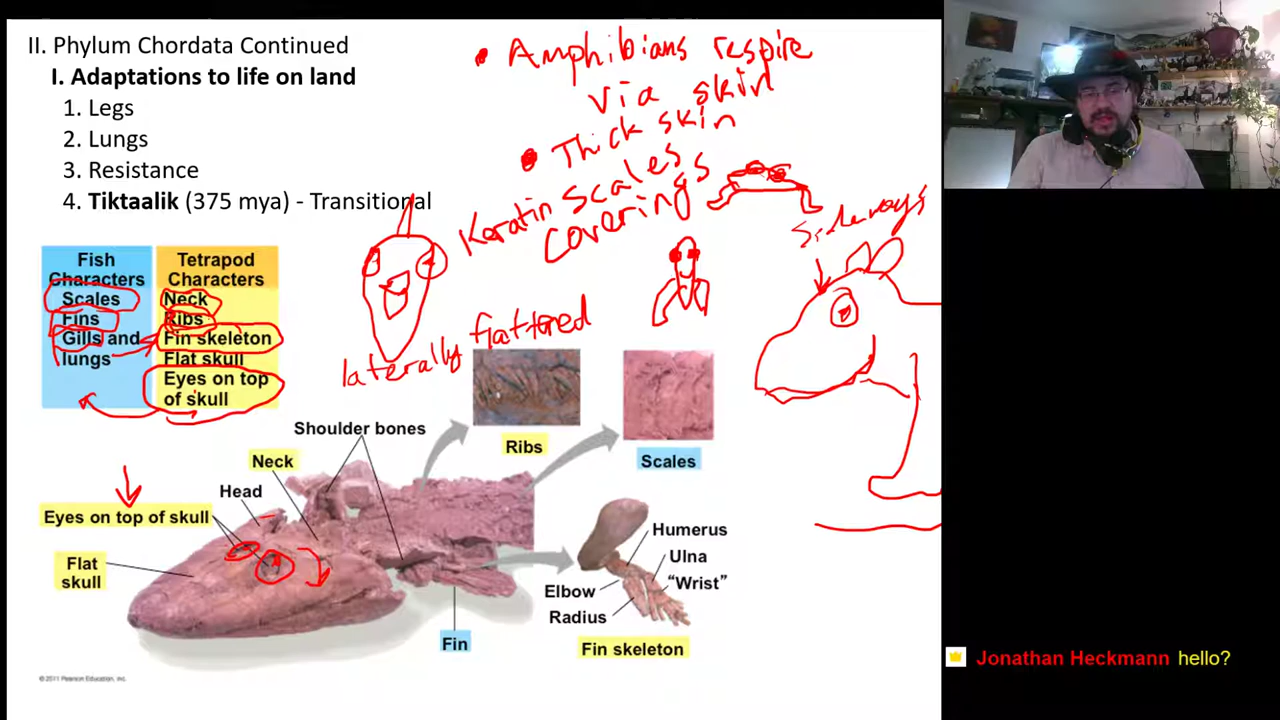 II. Phylum Chordata Continued
I. Adaptations to life on land
1. Legs
2. Lungs
3. Resistance
4. Tiktaalik (375 mya) - Transitional
• Amphibians respire
via skin
• Thick skin
Keratin scales
coverings
Sideways
laterally flattened
Fish
Characters
Scales
Fins
Gills and
lungs
Tetrapod
Characters
Neck
Ribs
Fin skeleton
Flat skull
Eyes on top
of skull
Shoulder bones
Neck
Head
Eyes on top of skull
Flat
skull
Ribs
Scales
Humerus
Ulna
"Wrist"
Elbow
Radius
Fin
Fin skeleton
© 2011 Pearson Education, Inc.
Jonathan Heckmann hello?